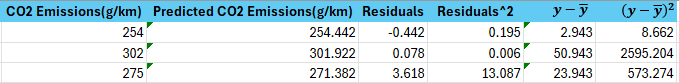 CO2 Emissions(g/km) Predicted CO2 Emissions(g/km) Residuals Residuals^2 y − y̅ (y − y̅)²
254 254.442 -0.442 0.195 2.943 8.662
302 301.922 0.078 0.006 50.943 2595.204
275 271.382 3.618 13.087 23.943 573.274